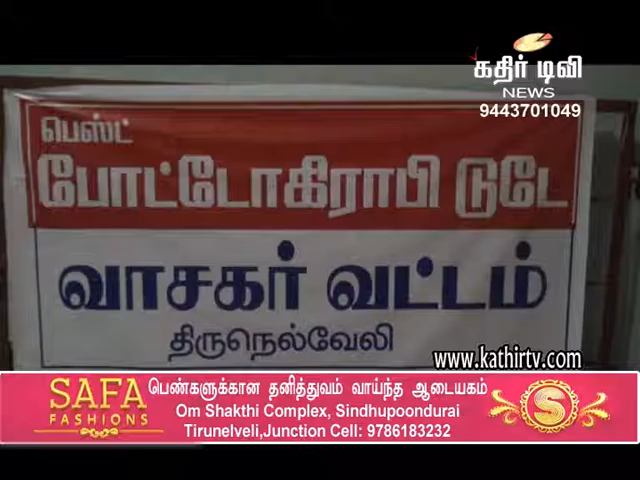 கதிர் டிவி
NEWS
9443701049
பெஸ்ட்
போட்டோகிராபி டுடே
வாசகர் வட்டம்
திருநெல்வேலி
www.kathirtv.com
SAFA
FASHIONS
பெண்களுக்கான தனித்துவம் வாய்ந்த ஆடையகம்
Om Shakthi Complex, Sindhupoondurai
Tirunelveli,Junction Cell: 9786183232
S